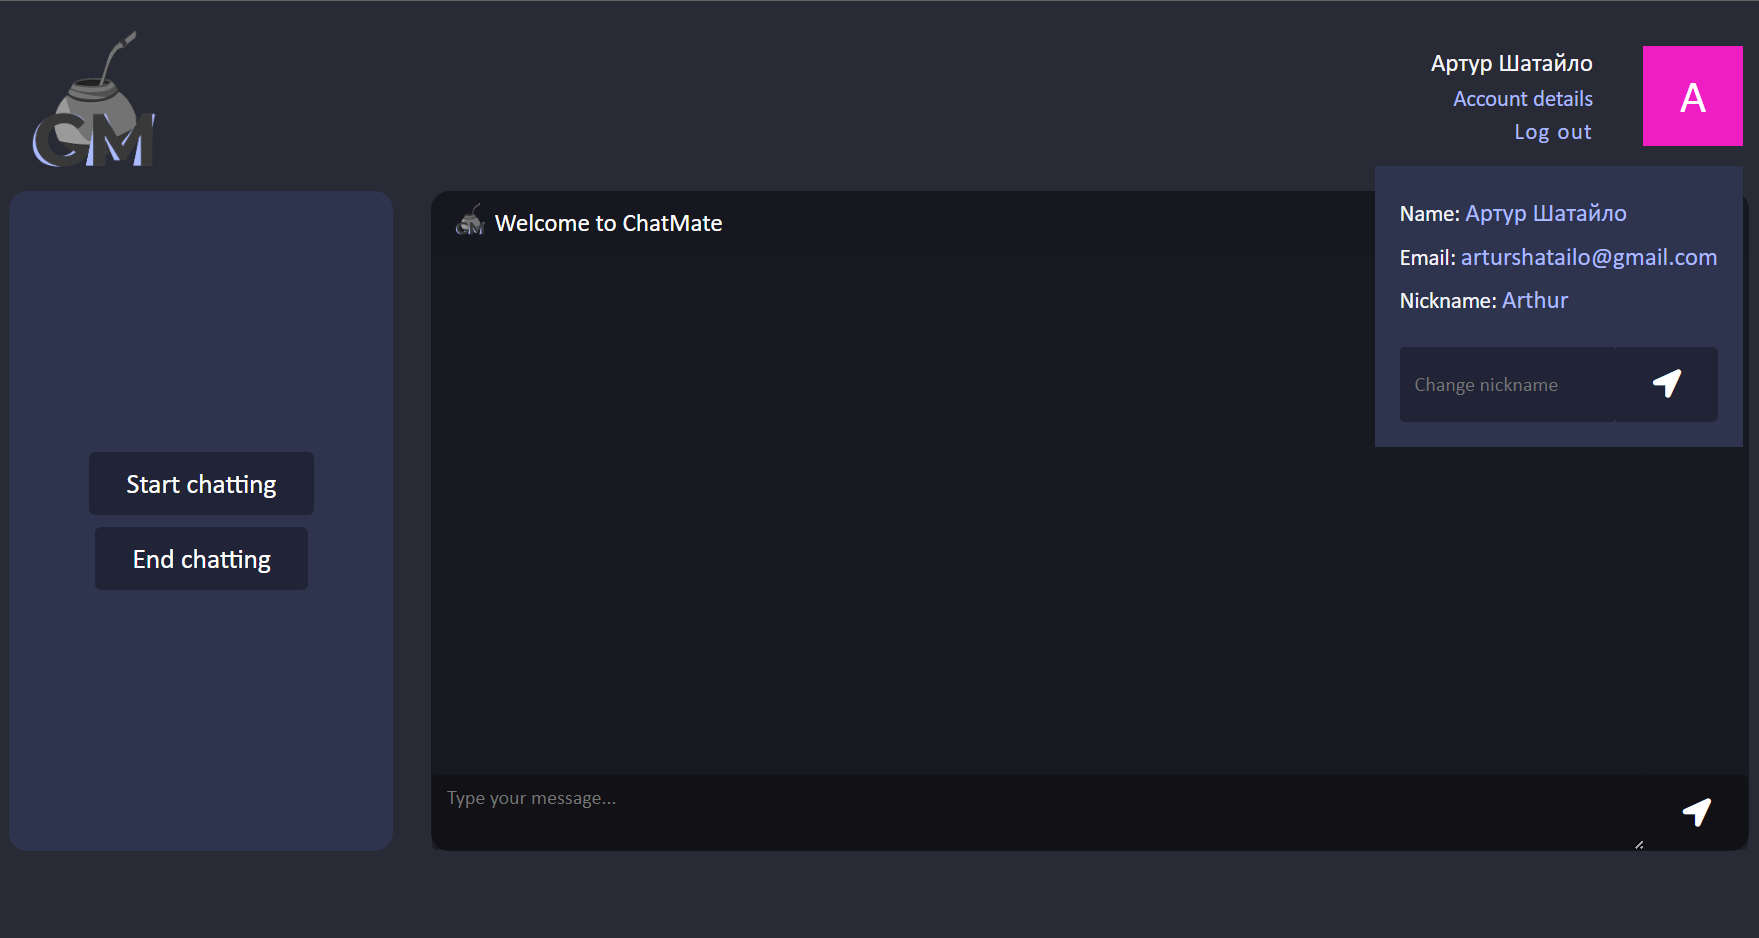 CM
Артур Шатайло
Account details
Log out
A
CM Welcome to ChatMate
Name: Артур Шатайло
Email: arturshatailo@gmail.com
Nickname: Arthur
Change nickname
Start chatting
End chatting
Type your message...